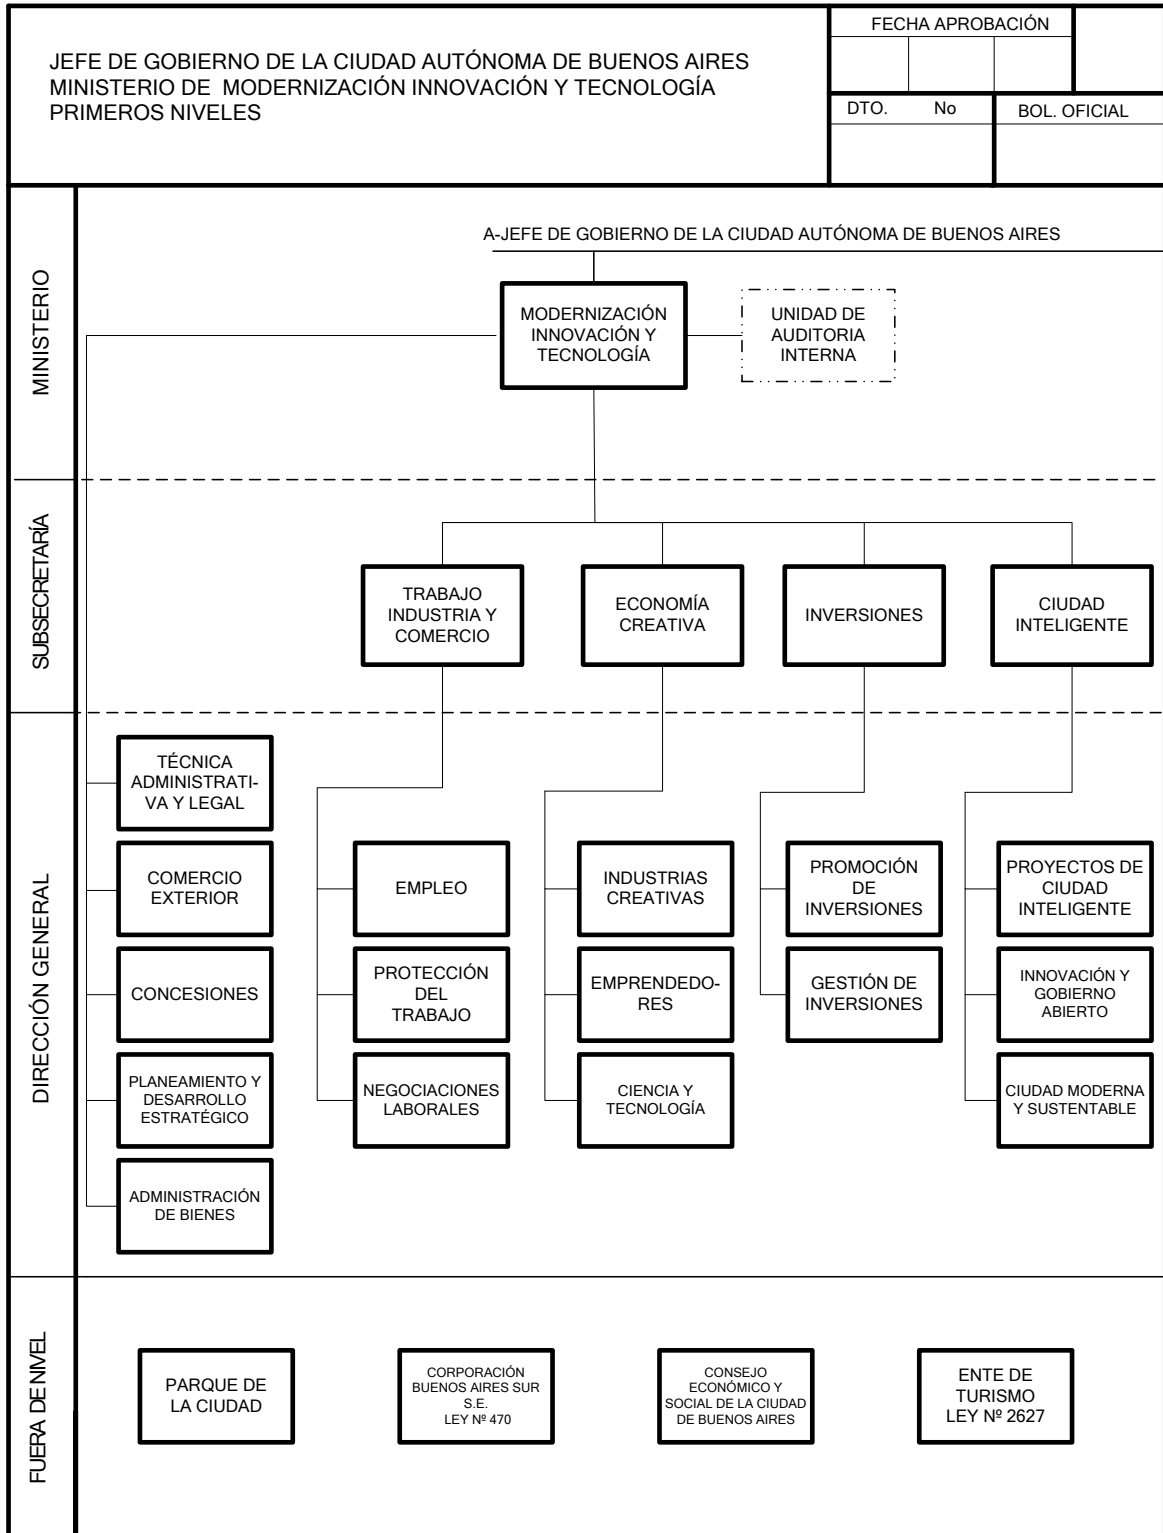 JEFE DE GOBIERNO DE LA CIUDAD AUTÓNOMA DE BUENOS AIRES
MINISTERIO DE MODERNIZACIÓN INNOVACIÓN Y TECNOLOGÍA
PRIMEROS NIVELES
FECHA APROBACIÓN
DTO. No
BOL. OFICIAL
MINISTERIO
A-JEFE DE GOBIERNO DE LA CIUDAD AUTÓNOMA DE BUENOS AIRES
MODERNIZACIÓN
INNOVACIÓN Y
TECNOLOGÍA
UNIDAD DE
AUDITORIA
INTERNA
SUBSECRETARÍA
TRABAJO
INDUSTRIA Y
COMERCIO
ECONOMÍA
CREATIVA
INVERSIONES
CIUDAD
INTELIGENTE
DIRECCIÓN GENERAL
TÉCNICA
ADMINISTRATI-
VA Y LEGAL
COMERCIO
EXTERIOR
CONCESIONES
PLANEAMIENTO Y
DESARROLLO
ESTRATÉGICO
ADMINISTRACIÓN
DE BIENES
EMPLEO
PROTECCIÓN
DEL
TRABAJO
NEGOCIACIONES
LABORALES
INDUSTRIAS
CREATIVAS
EMPRENDEDO-
RES
CIENCIA Y
TECNOLOGÍA
PROMOCIÓN
DE
INVERSIONES
GESTIÓN DE
INVERSIONES
PROYECTOS DE
CIUDAD
INTELIGENTE
INNOVACIÓN Y
GOBIERNO
ABIERTO
CIUDAD MODERNA
Y SUSTENTABLE
FUERA DE NIVEL
PARQUE DE
LA CIUDAD
CORPORACIÓN
BUENOS AIRES SUR
S.E.
LEY Nº 470
CONSEJO
ECONÓMICO Y
SOCIAL DE LA CIUDAD
DE BUENOS AIRES
ENTE DE
TURISMO
LEY Nº 2627